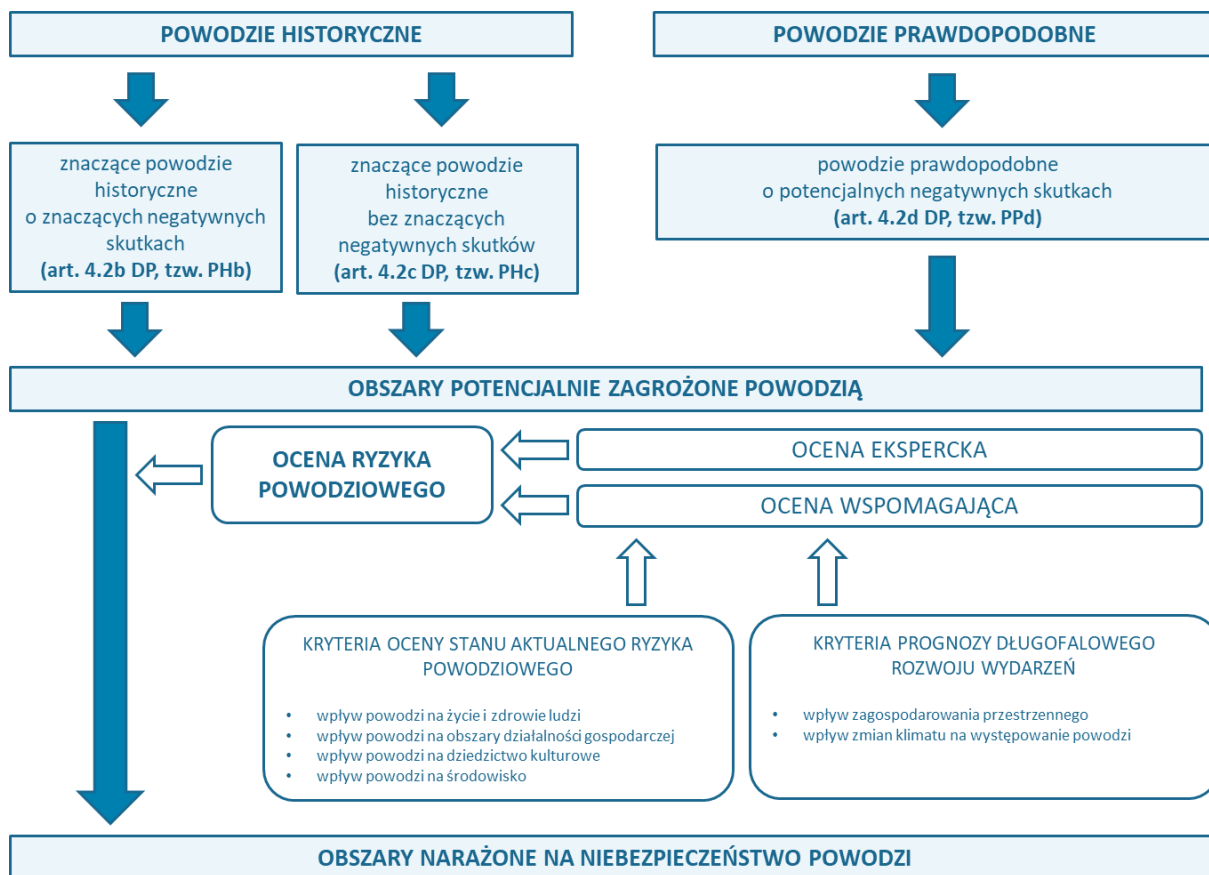 POWODZIE HISTORYCZNE
POWODZIE PRAWDOPODOBNE
znaczące powodzie
historyczne
o znaczących negatywnych
skutkach
(art. 4.2b DP, tzw. PHb)
znaczące powodzie
historyczne
bez znaczących
negatywnych skutków
(art. 4.2c DP, tzw. PHc)
powodzie prawdopodobne
o potencjalnych negatywnych skutkach
(art. 4.2d DP, tzw. PPd)
OBSZARY POTENCJALNIE ZAGROŻONE POWODZIĄ
OCENA RYZYKA
POWODZIOWEGO
OCENA EKSPERCKA
OCENA WSPOMAGAJĄCA
KRYTERIA OCENY STANU AKTUALNEGO RYZYKA
POWODZIOWEGO
• wpływ powodzi na życie i zdrowie ludzi
• wpływ powodzi na obszary działalności gospodarczej
• wpływ powodzi na dziedzictwo kulturowe
• wpływ powodzi na środowisko
KRYTERIA PROGNOZY DŁUGOFALOWEGO
ROZWOJU WYDARZEŃ
• wpływ zagospodarowania przestrzennego
• wpływ zmian klimatu na występowanie powodzi
OBSZARY NARAŻONE NA NIEBEZPIECZEŃSTWO POWODZI